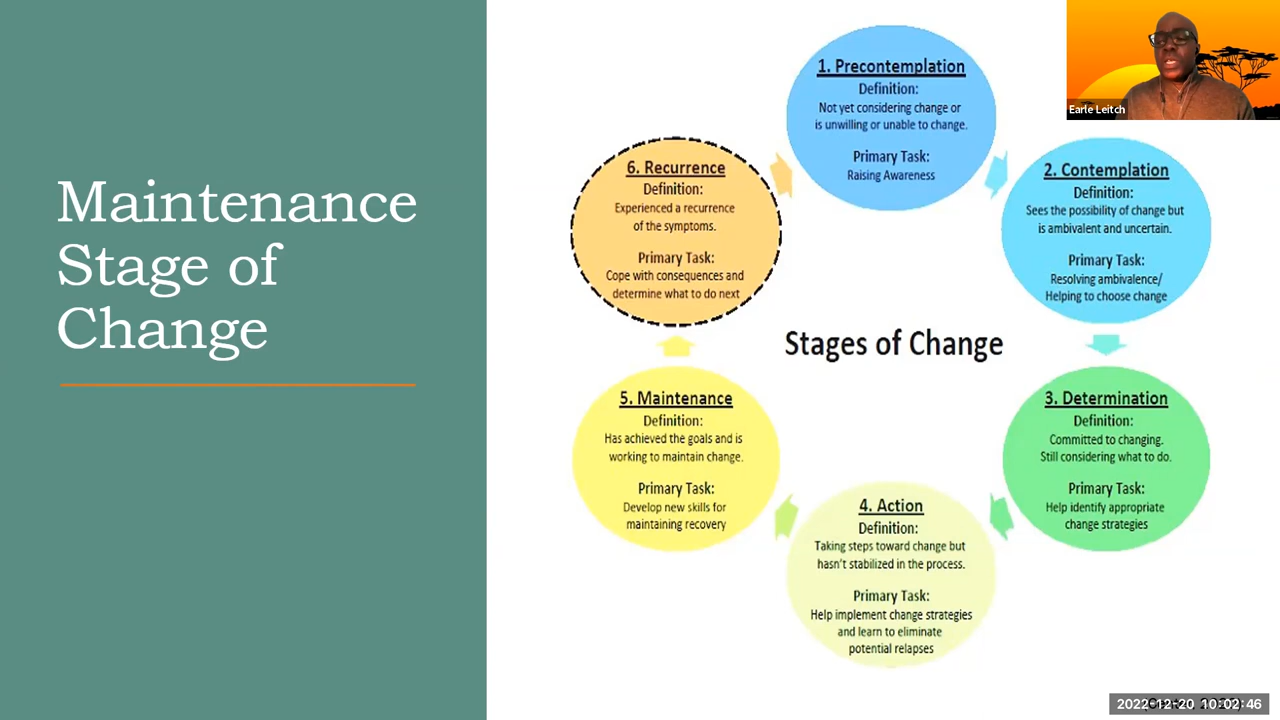 Maintenance
Stage of
Change
1. Precontemplation
Definition:
Not yet considering change or
is unwilling or unable to change.
Primary Task:
Raising Awareness
2. Contemplation
Definition:
Sees the possibility of change but
is ambivalent and uncertain.
Primary Task:
Resolving ambivalence/
Helping to choose change
3. Determination
Definition:
Committed to changing.
Still considering what to do.
Primary Task:
Help identify appropriate
change strategies
4. Action
Definition:
Taking steps toward change but
hasn't stabilized in the process.
Primary Task:
Help implement change strategies
and learn to eliminate
potential relapses
5. Maintenance
Definition:
Has achieved the goals and is
working to maintain change.
Primary Task:
Develop new skills for
maintaining recovery
6. Recurrence
Definition:
Experienced a recurrence
of the symptoms.
Primary Task:
Cope with consequences and
determine what to do next
Stages of Change
Earle Leitch
2022-12-20 10:02:46